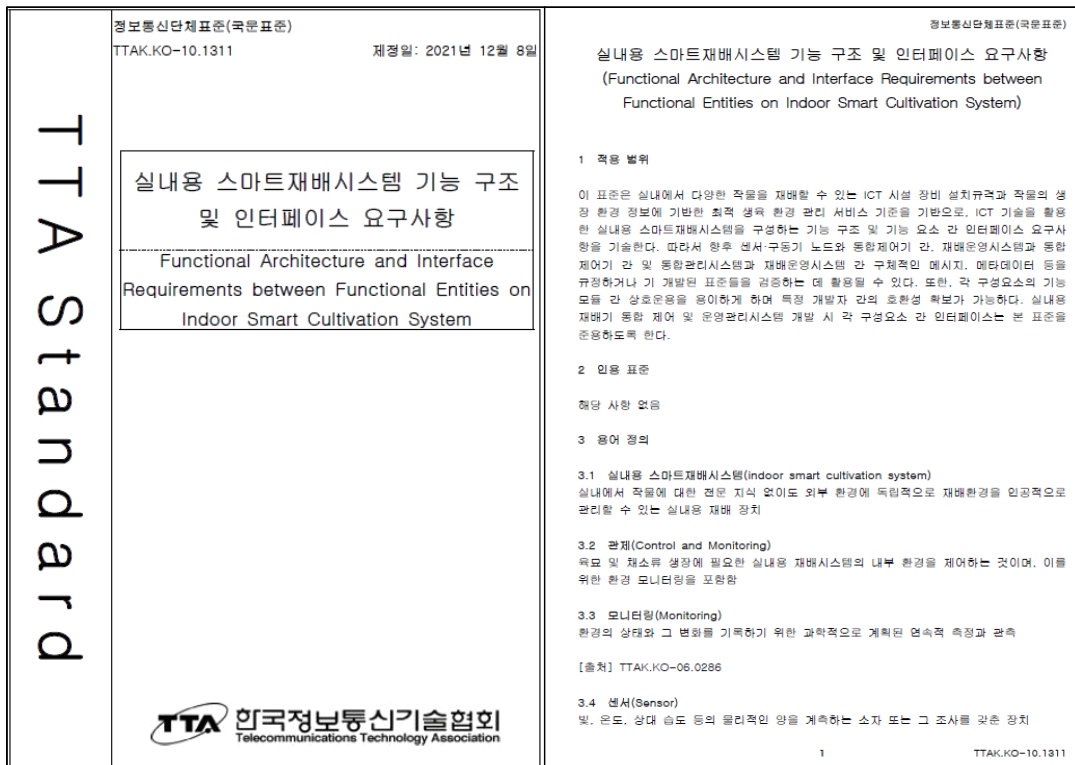 정보통신단체표준(국문표준)
TTAK.KO-10.1311 제정일: 2021년 12월 8일
TTA Standard
실내용 스마트재배시스템 기능 구조
및 인터페이스 요구사항
Functional Architecture and Interface
Requirements between Functional Entities on
Indoor Smart Cultivation System
TTA 한국정보통신기술협회
Telecommunications Technology Association
정보통신단체표준(국문표준)
실내용 스마트재배시스템 기능 구조 및 인터페이스 요구사항
(Functional Architecture and Interface Requirements between
Functional Entities on Indoor Smart Cultivation System)
1 적용 범위
이 표준은 실내에서 다양한 작물을 재배할 수 있는 ICT 시설 장비 설치규격과 작물의 생
장 환경 정보에 기반한 최적 생육 환경 관리 서비스 기준을 기반으로, ICT 기술을 활용
한 실내용 스마트재배시스템을 구성하는 기능 구조 및 기능 요소 간 인터페이스 요구사
항을 기술한다. 따라서 향후 센서·구동기 노드와 통합제어기 간, 재배운영시스템과 통합
제어기 간 및 통합관리시스템과 재배운영시스템 간 구체적인 메시지, 메타데이터 등을
규정하거나 기 개발된 표준들을 검증하는 데 활용될 수 있다. 또한, 각 구성요소의 기능
모듈 간 상호운용을 용이하게 하며 특정 개발자 간의 호환성 확보가 가능하다. 실내용
재배기 통합 제어 및 운영관리시스템 개발 시 각 구성요소 간 인터페이스는 본 표준을
준용하도록 한다.
2 인용 표준
해당 사항 없음
3 용어 정의
3.1 실내용 스마트재배시스템(indoor smart cultivation system)
실내에서 작물에 대한 전문 지식 없이도 외부 환경에 독립적으로 재배환경을 인공적으로
관리할 수 있는 실내용 재배 장치
3.2 관제(Control and Monitoring)
육묘 및 채소류 생장에 필요한 실내용 재배시스템의 내부 환경을 제어하는 것이며, 이를
위한 환경 모니터링을 포함함
3.3 모니터링(Monitoring)
환경의 상태와 그 변화를 기록하기 위한 과학적으로 계획된 연속적 측정과 관측
[출처] TTAK.KO-06.0286
3.4 센서(Sensor)
빛, 온도, 상대 습도 등의 물리적인 양을 계측하는 소자 또는 그 조사를 갖춘 장치
1 TTAK.KO-10.1311